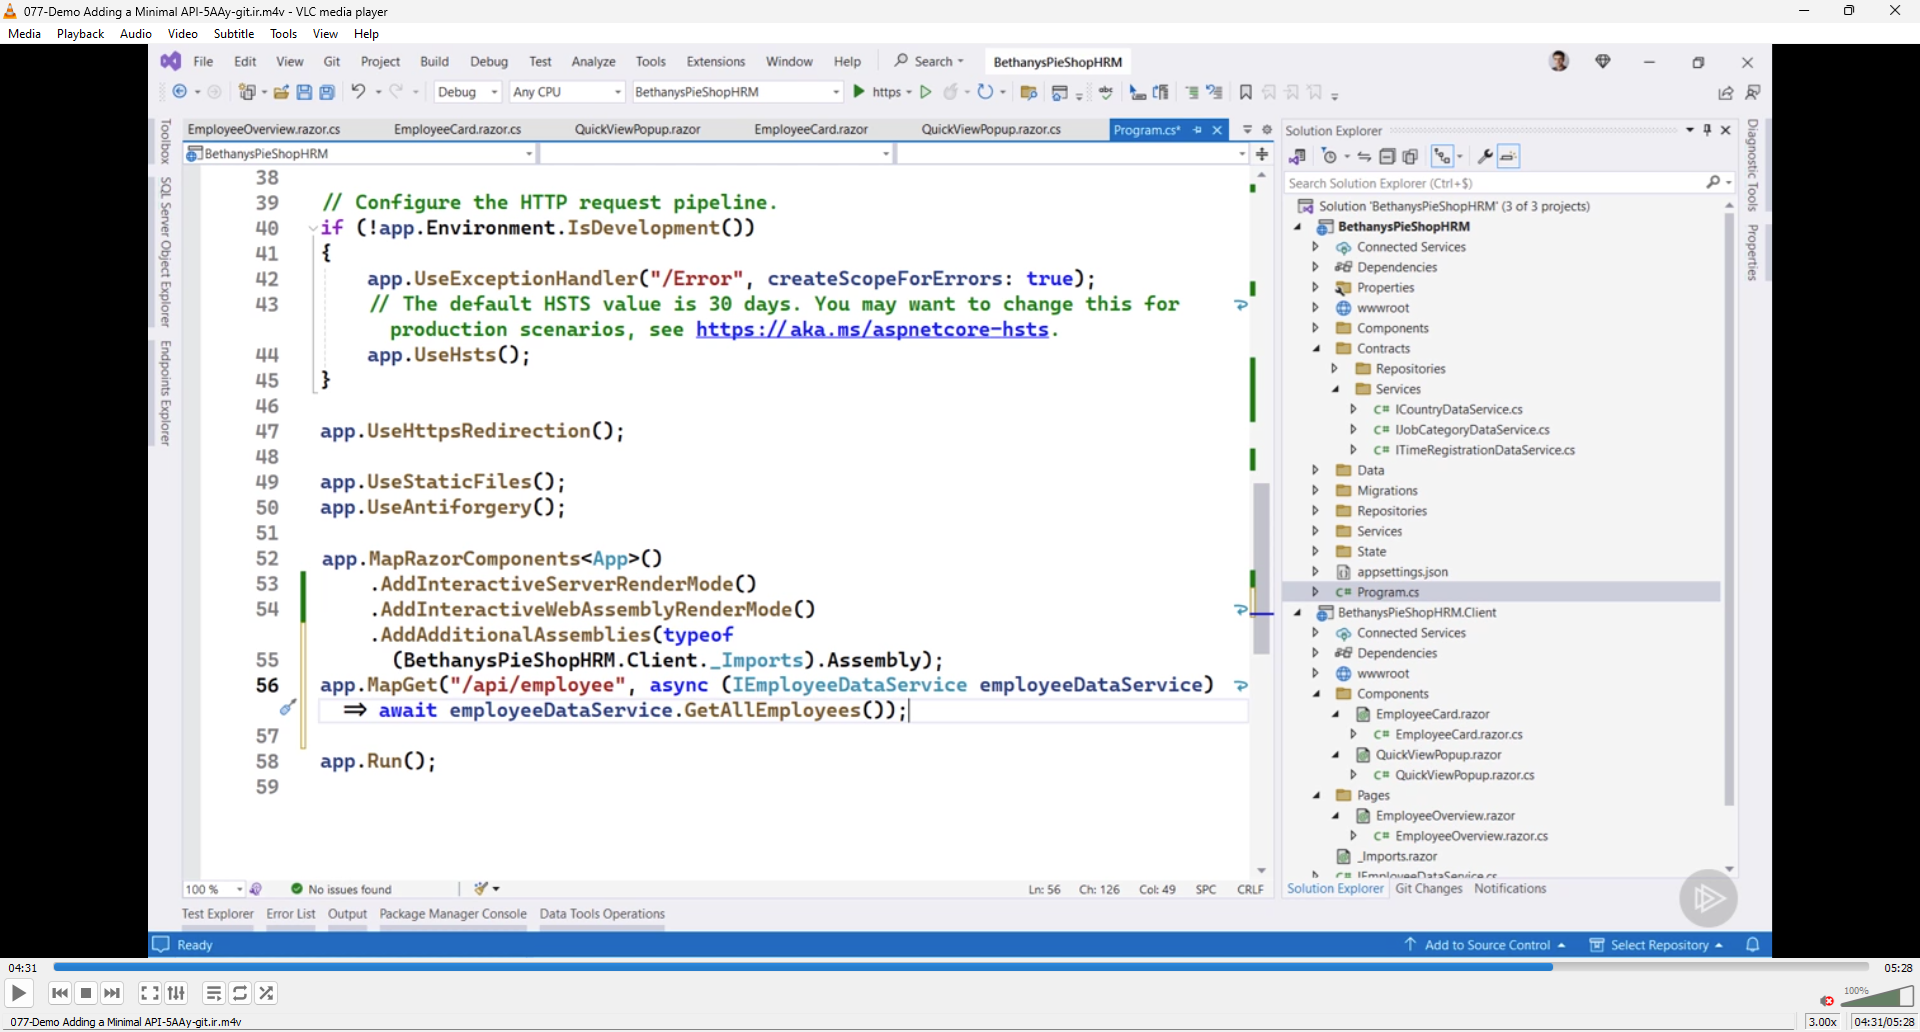 077-Demo Adding a Minimal API-5AAy-git.ir.m4v - VLC media player
Media Playback Audio Video Subtitle Tools View Help
File Edit View Git Project Build Debug Test Analyze Tools Extensions Window Help Search BethanysPieShopHRM
Debug Any CPU BethanysPieShopHRM https
Toolbox
SQL Server Object Explorer
Endpoints Explorer
EmployeeOverview.razor.cs EmployeeCard.razor.cs QuickViewPopup.razor EmployeeCard.razor QuickViewPopup.razor.cs Program.cs*
BethanysPieShopHRM
38
39 // Configure the HTTP request pipeline.
40 if (!app.Environment.IsDevelopment())
41 {
42 app.UseExceptionHandler("/Error", createScopeForErrors: true);
43 // The default HSTS value is 30 days. You may want to change this for
production scenarios, see https://aka.ms/aspnetcore-hsts.
44 app.UseHsts();
45 }
46
47 app.UseHttpsRedirection();
48
49 app.UseStaticFiles();
50 app.UseAntiforgery();
51
52 app.MapRazorComponents<App>()
53 .AddInteractiveServerRenderMode()
54 .AddInteractiveWebAssemblyRenderMode()
.AddAdditionalAssemblies(typeof
55 (BethanysPieShopHRM.Client._Imports).Assembly);
56 app.MapGet("/api/employee", async (IEmployeeDataService employeeDataService)
⇒ await employeeDataService.GetAllEmployees());
57
58 app.Run();
59
100 % No issues found Ln: 56 Ch: 126 Col: 49 SPC CRLF
Solution Explorer
Search Solution Explorer (Ctrl+$)
Solution 'BethanysPieShopHRM' (3 of 3 projects)
BethanysPieShopHRM
Connected Services
Dependencies
Properties
wwwroot
Components
Contracts
Repositories
Services
C# ICountryDataService.cs
C# IJobCategoryDataService.cs
C# ITimeRegistrationDataService.cs
Data
Migrations
Repositories
Services
State
appsettings.json
C# Program.cs
BethanysPieShopHRM.Client
Connected Services
Dependencies
wwwroot
Components
EmployeeCard.razor
C# EmployeeCard.razor.cs
QuickViewPopup.razor
C# QuickViewPopup.razor.cs
Pages
EmployeeOverview.razor
C# EmployeeOverview.razor.cs
_Imports.razor
C# IEmployeeDataService.cs
Solution Explorer Git Changes Notifications
Diagnostic Tools
Properties
Test Explorer Error List Output Package Manager Console Data Tools Operations
Ready Add to Source Control Select Repository
04:31 05:28
100%
077-Demo Adding a Minimal API-5AAy-git.ir.m4v 3.00x 04:31/05:28